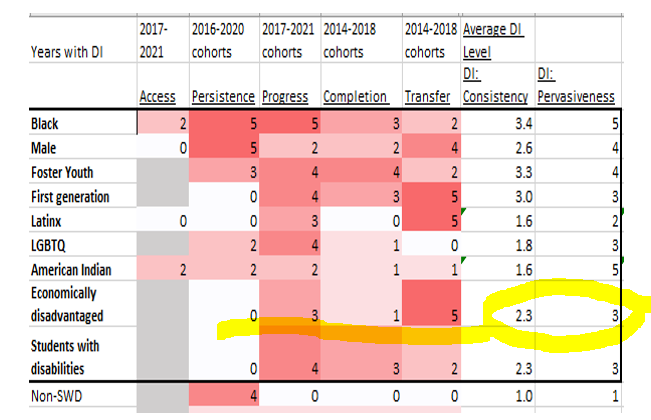 2017- 2016-2020 2017-2021 2014-2018 2014-2018 Average DI
Years with DI 2021 cohorts cohorts cohorts cohorts Level
DI: DI:
Access Persistence Progress Completion Transfer Consistency Pervasiveness
Black 2 5 5 3 2 3.4 5
Male 0 5 2 2 4 2.6 4
Foster Youth 3 4 4 2 3.3 4
First generation 0 4 3 5 3.0 3
Latinx 0 0 3 0 5 1.6 2
LGBTQ 2 4 1 0 1.8 3
American Indian 2 2 2 1 1 1.6 5
Economically
disadvantaged 0 3 1 5 2.3 3
Students with
disabilities 0 4 3 2 2.3 3
Non-SWD 4 0 0 0 1.0 1